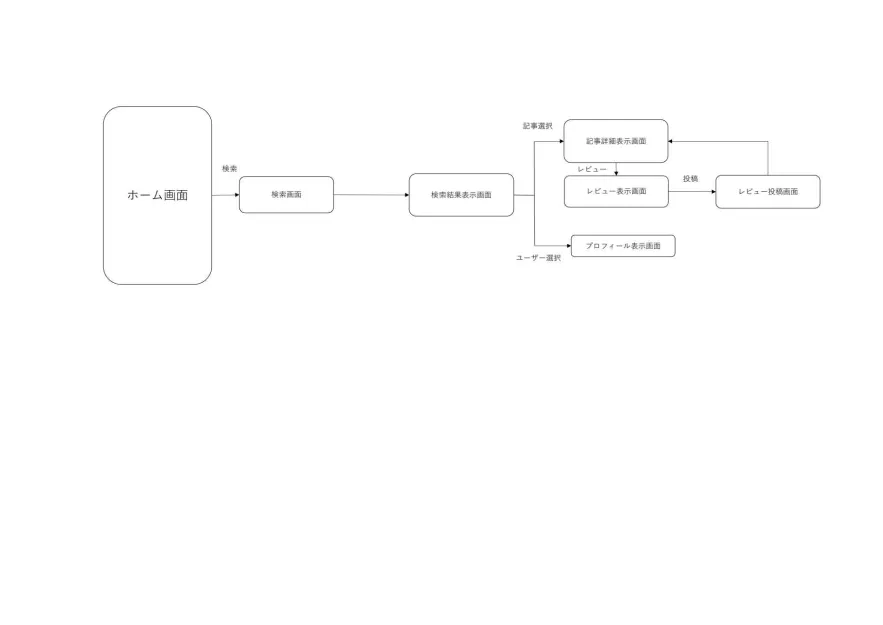 ホーム画面
検索
検索画面
検索結果表示画面
記事選択
記事詳細表示画面
レビュー
レビュー表示画面
投稿
レビュー投稿画面
ユーザー選択
プロフィール表示画面